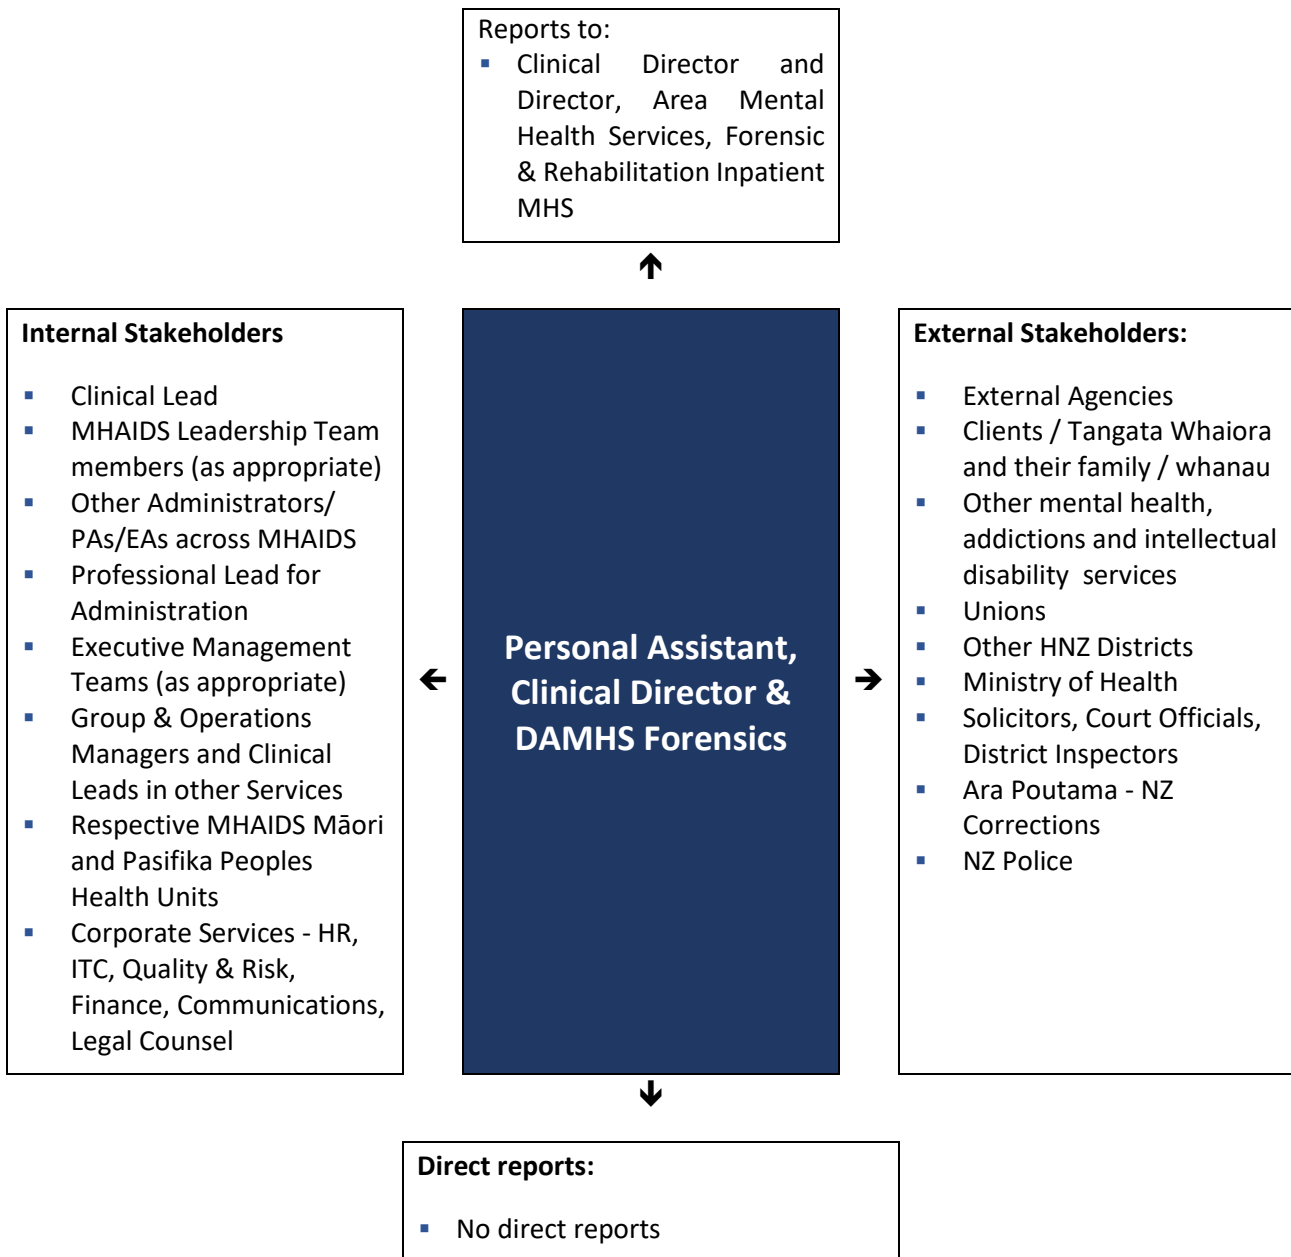 Reports to:
▪ Clinical Director and
Director, Area Mental
Health Services, Forensic
& Rehabilitation Inpatient
MHS
Internal Stakeholders
▪ Clinical Lead
▪ MHAIDS Leadership Team
members (as appropriate)
▪ Other Administrators/
PAs/EAs across MHAIDS
▪ Professional Lead for
Administration
▪ Executive Management
Teams (as appropriate)
▪ Group & Operations
Managers and Clinical
Leads in other Services
▪ Respective MHAIDS Māori
and Pasifika Peoples
Health Units
▪ Corporate Services - HR,
ITC, Quality & Risk,
Finance, Communications,
Legal Counsel
Personal Assistant,
Clinical Director &
DAMHS Forensics
External Stakeholders:
▪ External Agencies
▪ Clients / Tangata Whaiora
and their family / whanau
▪ Other mental health,
addictions and intellectual
disability services
▪ Unions
▪ Other HNZ Districts
▪ Ministry of Health
▪ Solicitors, Court Officials,
District Inspectors
▪ Ara Poutama - NZ
Corrections
▪ NZ Police
Direct reports:
▪ No direct reports